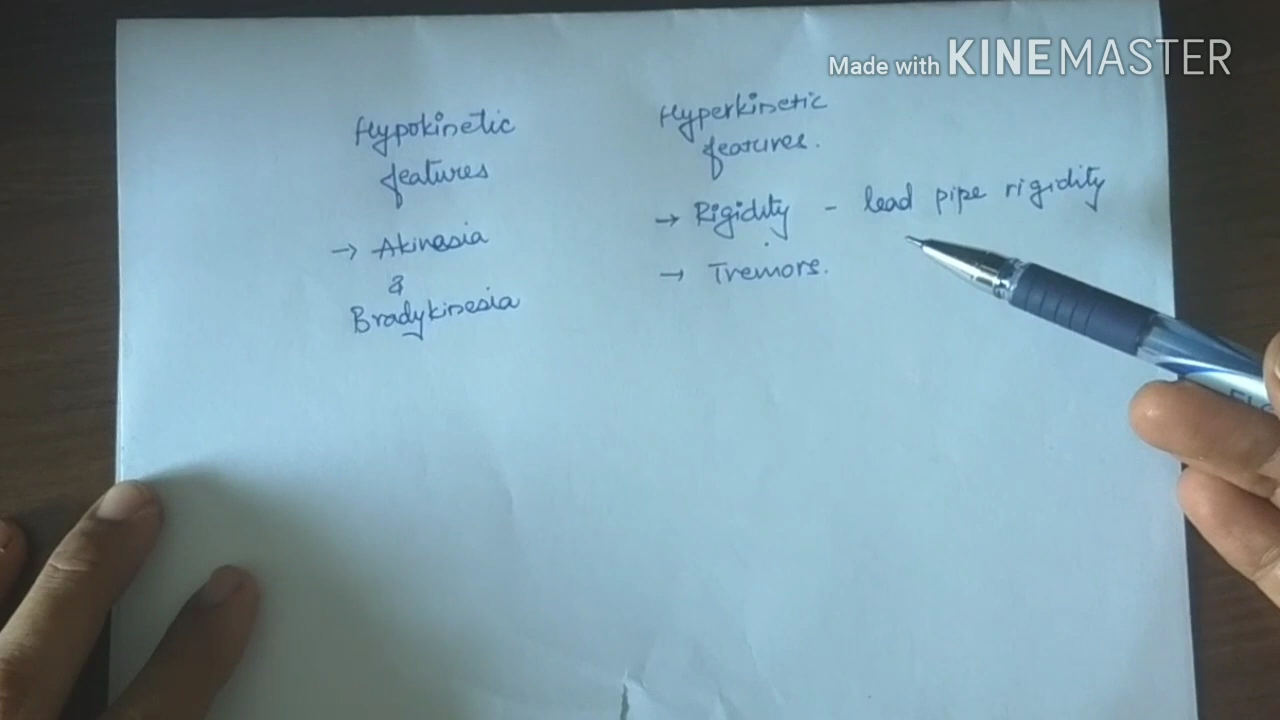 Made with KINEMASTER
Hypokinetic
features
→ Akinesia
&
Bradykinesia
Hyperkinetic
features.
→ Rigidity - lead pipe rigidity
→ Tremors.